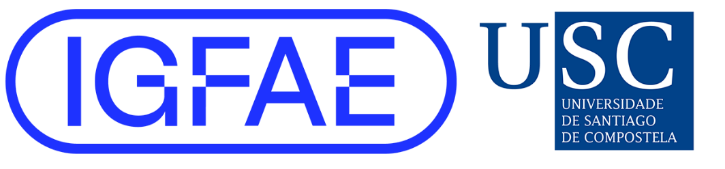 IGFAE
USC
UNIVERSIDADE
DE SANTIAGO
DE COMPOSTELA